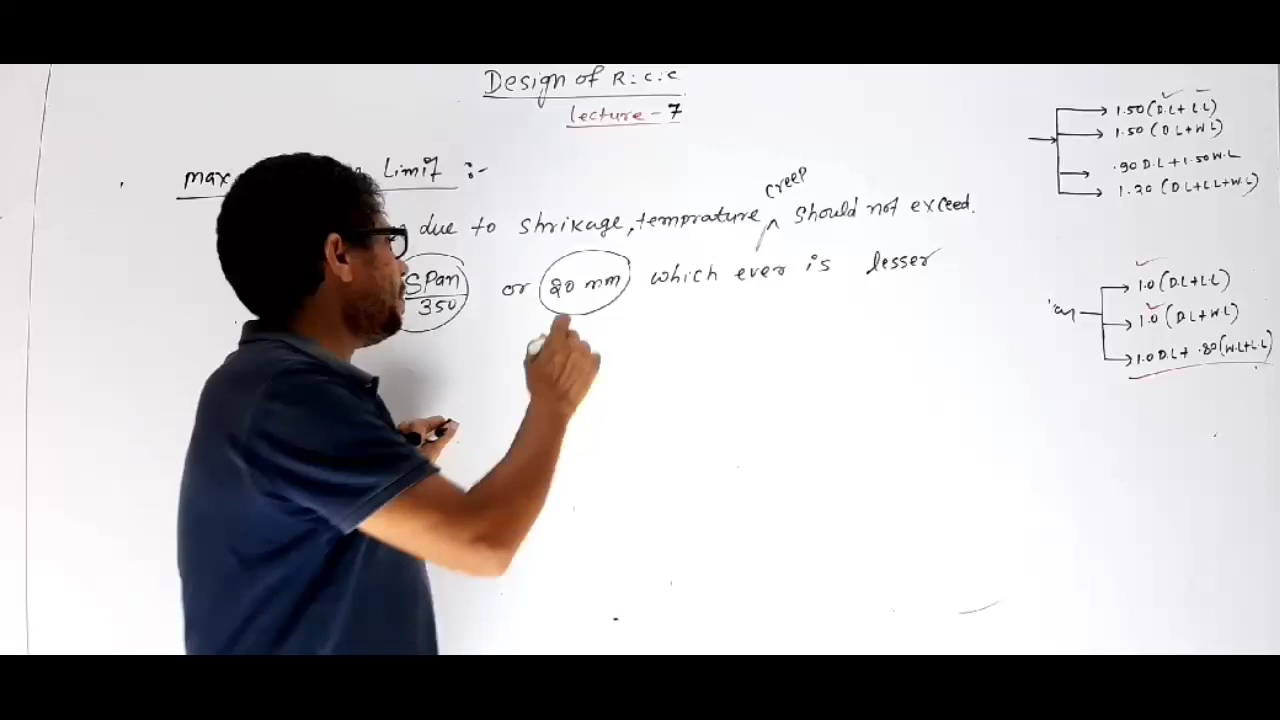 Design of R.C.C
Lecture - 7
max Limit :-
due to shrikage, temprature creep should not exceed.
SPan/350 or 20 mm which ever is lesser
1.50 (D.L+ L.L)
1.50 (D.L+W.L)
.90 D.L + 1.50 W.L
1.20 (D.L+L.L+W.L)
1.0 (D.L+L.L)
1.0 (D.L+W.L)
1.0 D.L + .80 (W.L+L.L)